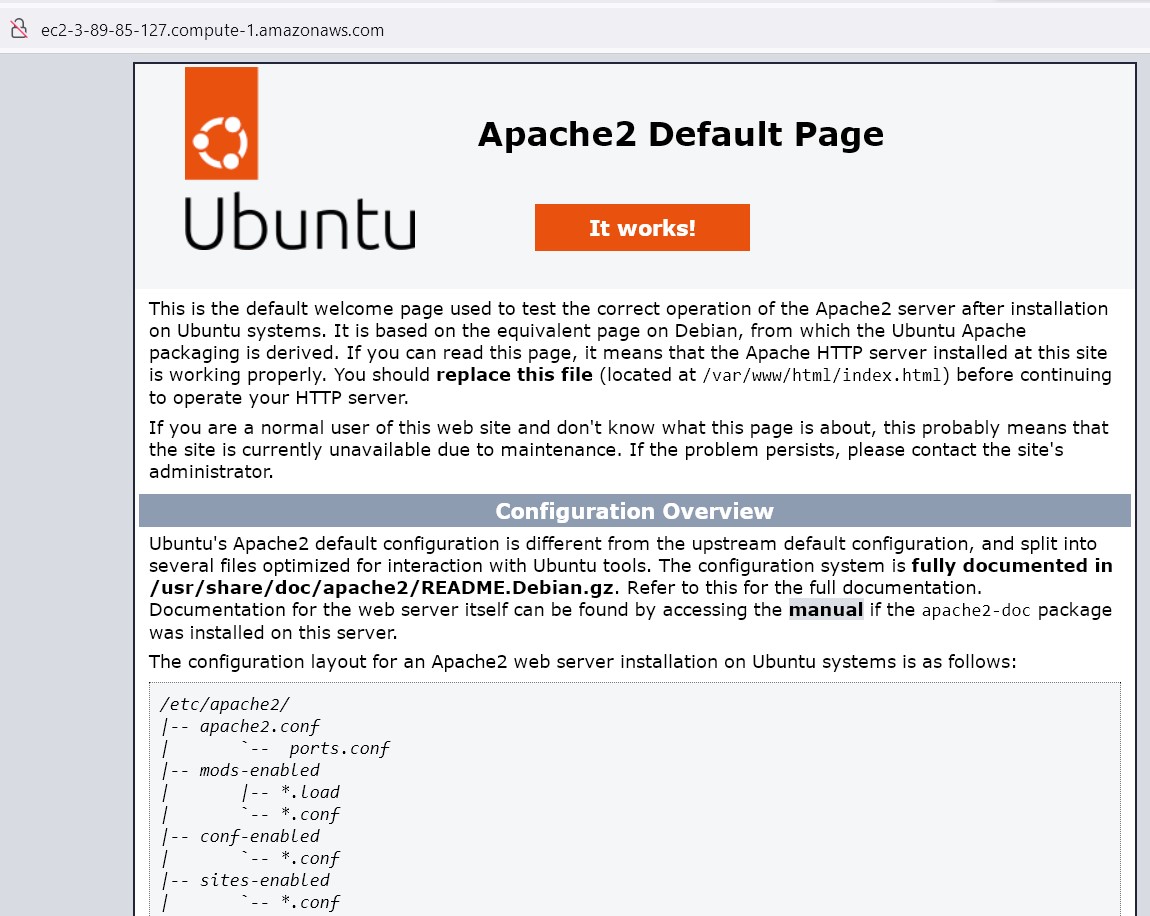 ec2-3-89-85-127.compute-1.amazonaws.com
Apache2 Default Page
Ubuntu
It works!
This is the default welcome page used to test the correct operation of the Apache2 server after installation
on Ubuntu systems. It is based on the equivalent page on Debian, from which the Ubuntu Apache
packaging is derived. If you can read this page, it means that the Apache HTTP server installed at this site
is working properly. You should replace this file (located at /var/www/html/index.html) before continuing
to operate your HTTP server.
If you are a normal user of this web site and don't know what this page is about, this probably means that
the site is currently unavailable due to maintenance. If the problem persists, please contact the site's
administrator.
Configuration Overview
Ubuntu's Apache2 default configuration is different from the upstream default configuration, and split into
several files optimized for interaction with Ubuntu tools. The configuration system is fully documented in
/usr/share/doc/apache2/README.Debian.gz. Refer to this for the full documentation.
Documentation for the web server itself can be found by accessing the manual if the apache2-doc package
was installed on this server.
The configuration layout for an Apache2 web server installation on Ubuntu systems is as follows:
/etc/apache2/
|-- apache2.conf
|       `--  ports.conf
|-- mods-enabled
|       |-- *.load
|       `-- *.conf
|-- conf-enabled
|       `-- *.conf
|-- sites-enabled
|       `-- *.conf